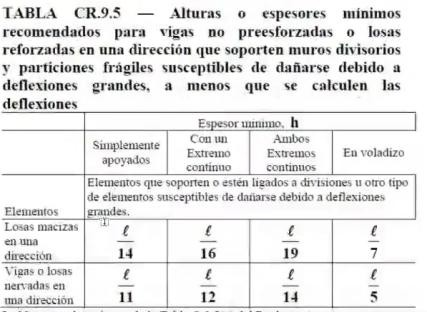 TABLA CR.9.5 — Alturas o espesores mínimos
recomendados para vigas no preesforzadas o losas
reforzadas en una dirección que soporten muros divisorios
y particiones frágiles susceptibles de dañarse debido a
deflexiones grandes, a menos que se calculen las
deflexiones
Espesor mínimo, h
Simplemente apoyados
Con un Extremo continuo
Ambos Extremos continuos
En voladizo
Elementos
Elementos que soporten o estén ligados a divisiones u otro tipo
de elementos susceptibles de dañarse debido a deflexiones
grandes.
Losas macizas en una dirección
ℓ/14 ℓ/16 ℓ/19 ℓ/7
Vigas o losas nervadas en una dirección
ℓ/11 ℓ/12 ℓ/14 ℓ/5